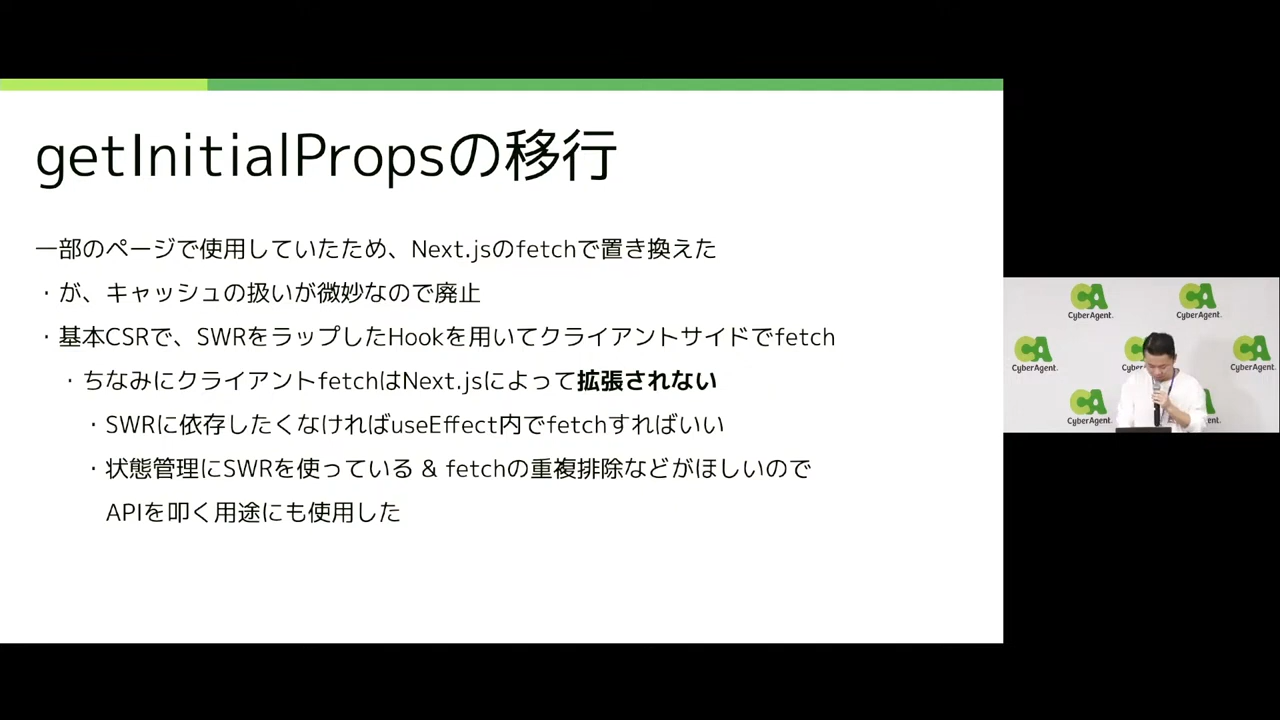 getInitialPropsの移行
一部のページで使用していたため、Next.jsのfetchで置き換えた
・が、キャッシュの扱いが微妙なので廃止
・基本CSRで、SWRをラップしたHookを用いてクライアントサイドでfetch
・ちなみにクライアントfetchはNext.jsによって拡張されない
・SWRに依存したくなければuseEffect内でfetchすればいい
・状態管理にSWRを使っている & fetchの重複排除などがほしいので
APIを叩く用途にも使用した
CA
CyberAgent.
CA
CyberAgent.
CA
CyberAgent.
CA
CyberAgent.
CA
CyberAgent.